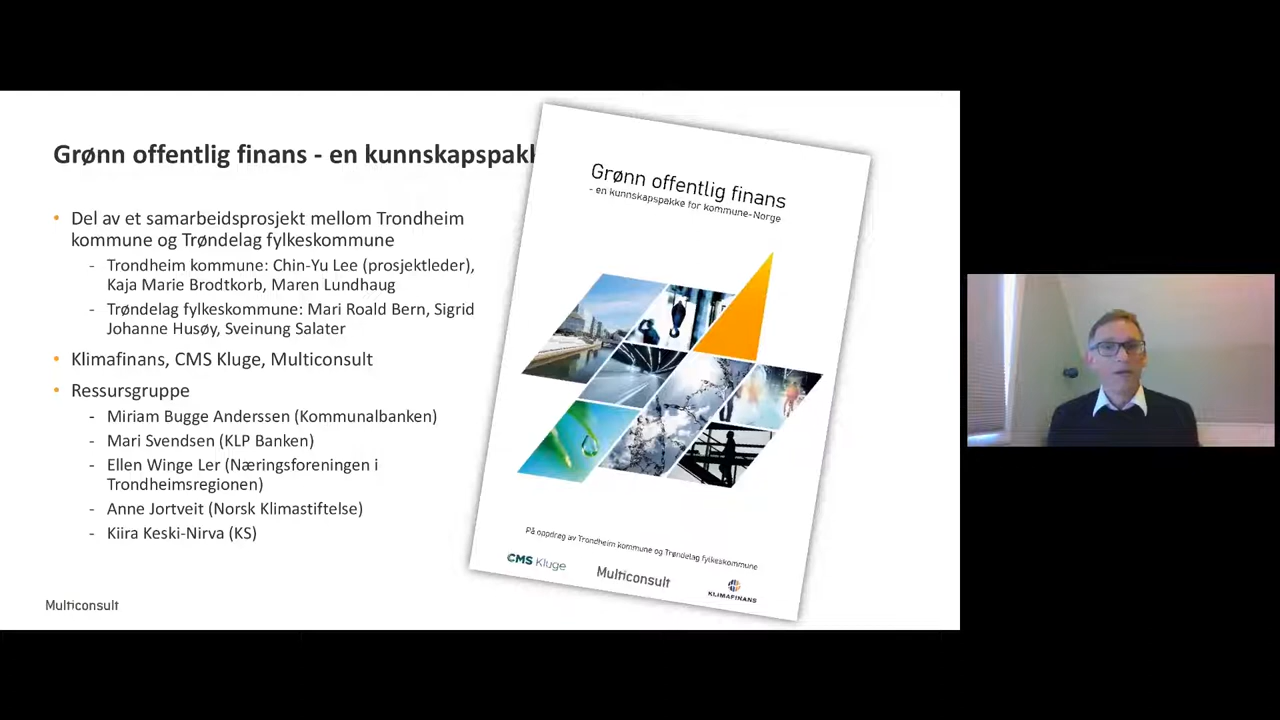 Grønn offentlig finans - en kunnskapspakk
Del av et samarbeidsprosjekt mellom Trondheim
kommune og Trøndelag fylkeskommune
- Trondheim kommune: Chin-Yu Lee (prosjektleder),
Kaja Marie Brodtkorb, Maren Lundhaug
- Trøndelag fylkeskommune: Mari Roald Bern, Sigrid
Johanne Husøy, Sveinung Salater
Klimafinans, CMS Kluge, Multiconsult
Ressursgruppe
- Miriam Bugge Anderssen (Kommunalbanken)
- Mari Svendsen (KLP Banken)
- Ellen Winge Ler (Næringsforeningen i
Trondheimsregionen)
- Anne Jortveit (Norsk Klimastiftelse)
- Kiira Keski-Nirva (KS)
Multiconsult
Grønn offentlig finans
- en kunnskapspakke for kommune-Norge
På oppdrag av Trondheim kommune og Trøndelag fylkeskommune
CMS Kluge
Multiconsult
KLIMAFINANS